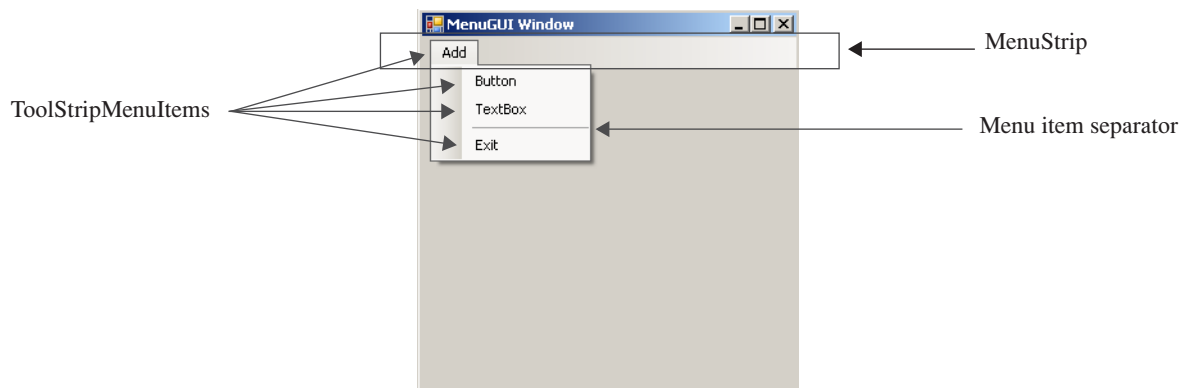 MenuGUI Window
Add
MenuStrip
Button
ToolStripMenuItems
TextBox
Menu item separator
Exit